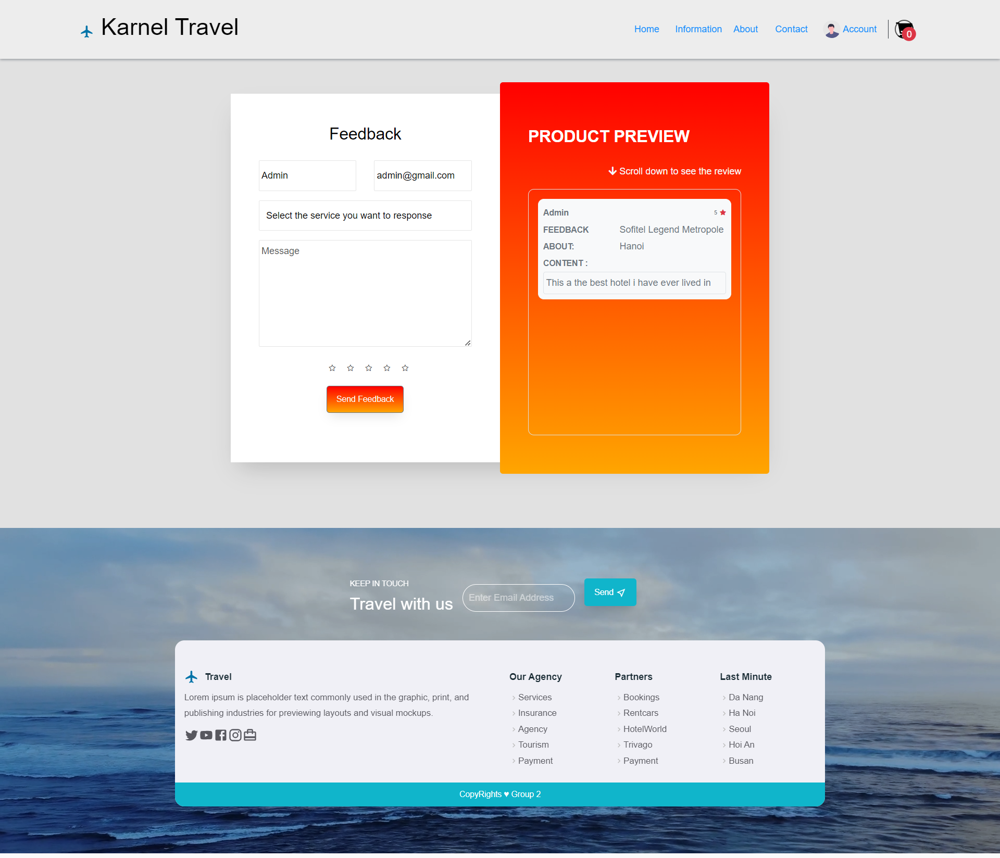 Karnel Travel
Home Information About Contact Account 0
Feedback
Admin admin@gmail.com
Select the service you want to response
Message
Send Feedback
PRODUCT PREVIEW
Scroll down to see the review
Admin 5
FEEDBACK ABOUT: Sofitel Legend Metropole Hanoi
CONTENT :
This a the best hotel i have ever lived in
KEEP IN TOUCH
Travel with us
Enter Email Address
Send
Travel
Lorem ipsum is placeholder text commonly used in the graphic, print, and
publishing industries for previewing layouts and visual mockups.
Our Agency
Services
Insurance
Agency
Tourism
Payment
Partners
Bookings
Rentcars
HotelWorld
Trivago
Payment
Last Minute
Da Nang
Ha Noi
Seoul
Hoi An
Busan
CopyRights ♥ Group 2